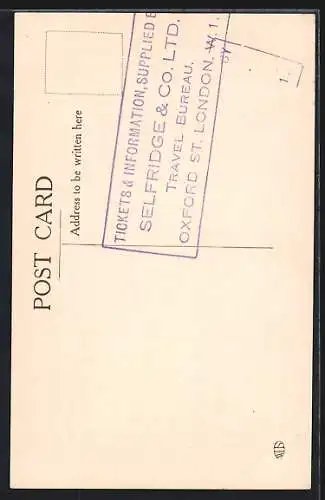 POST CARD
Address to be written here
TICKETS & INFORMATION, SUPPLIED B
SELFRIDGE & CO. LTD.
TRAVEL BUREAU.
OXFORD ST. LONDON. W.1.
BY